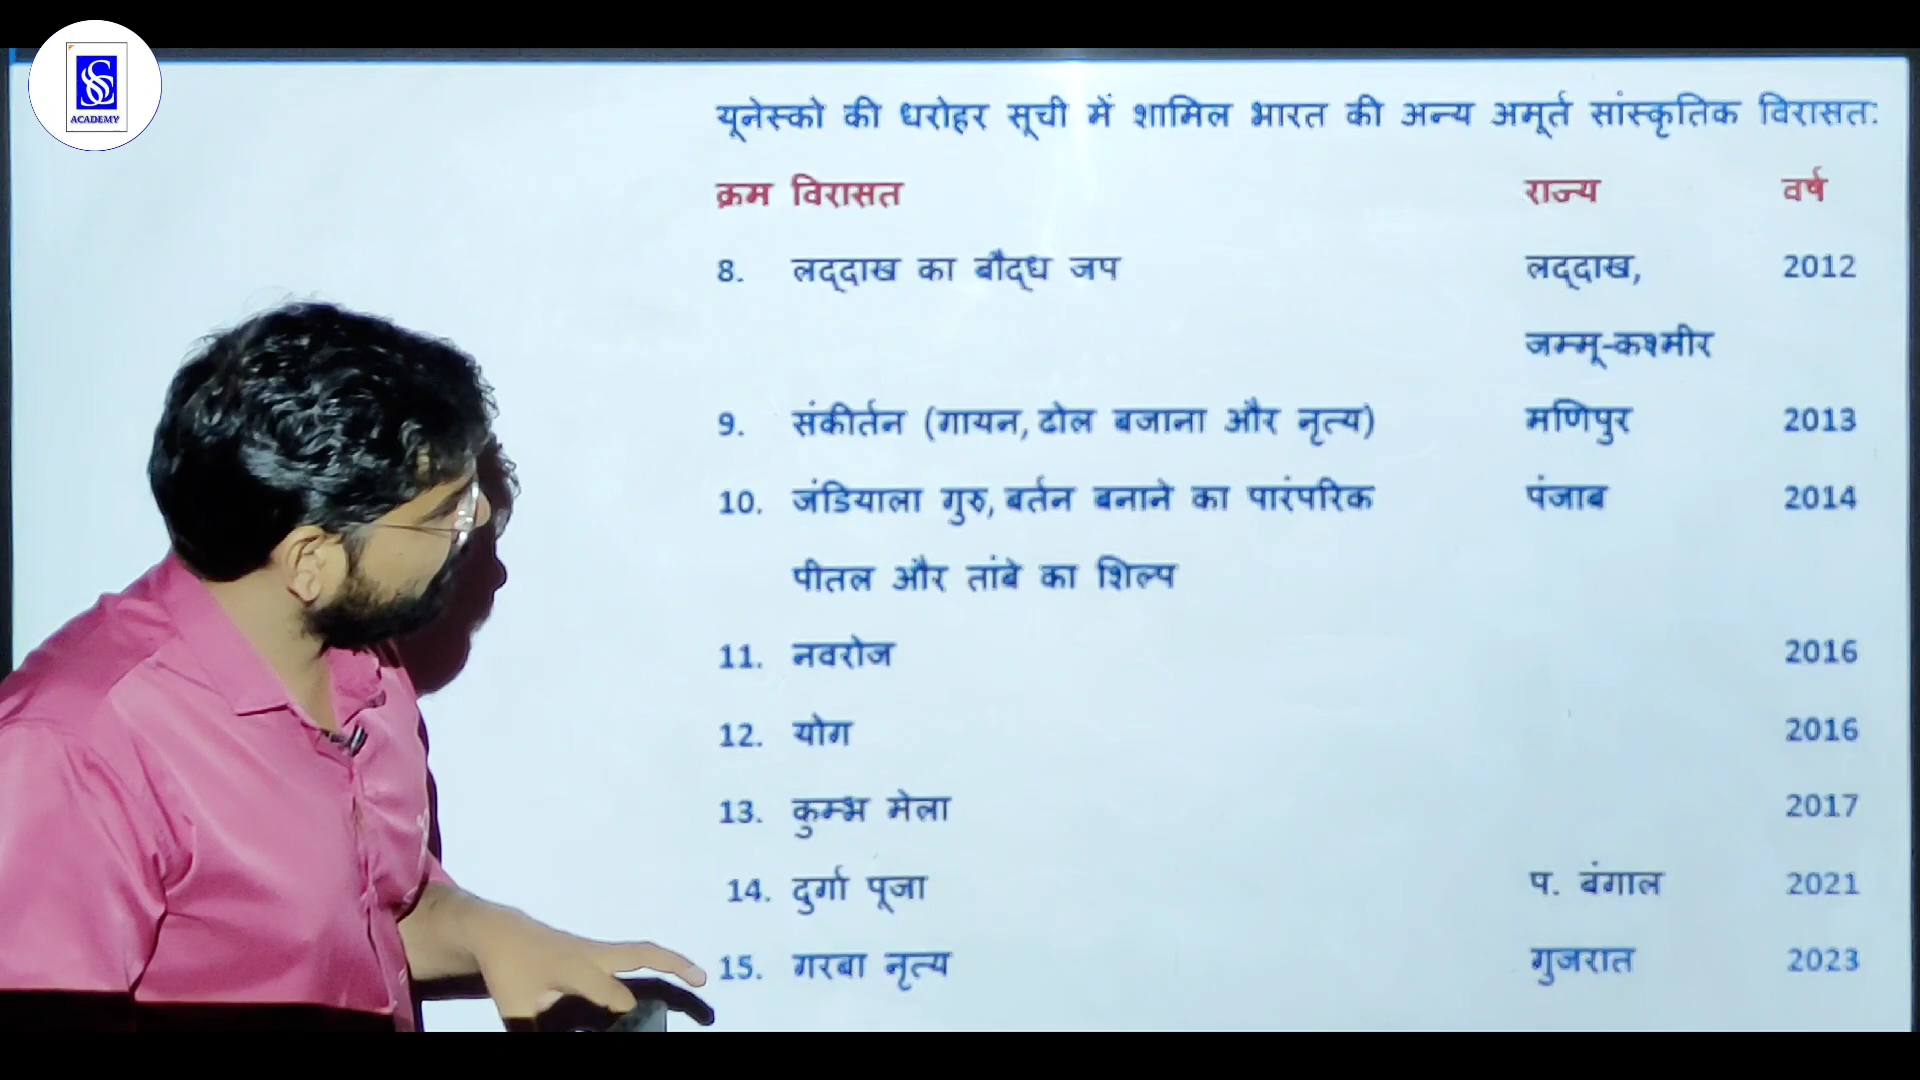 SS
ACADEMY
यूनेस्को की धरोहर सूची में शामिल भारत की अन्य अमूर्त सांस्कृतिक विरासत:
क्रम विरासत राज्य वर्ष
8. लद्दाख का बौद्ध जप लद्दाख, 2012
जम्मू-कश्मीर
9. संकीर्तन (गायन, ढोल बजाना और नृत्य) मणिपुर 2013
10. जंडियाला गुरु, बर्तन बनाने का पारंपरिक पंजाब 2014
पीतल और तांबे का शिल्प
11. नवरोज 2016
12. योग 2016
13. कुम्भ मेला 2017
14. दुर्गा पूजा प. बंगाल 2021
15. गरबा नृत्य गुजरात 2023